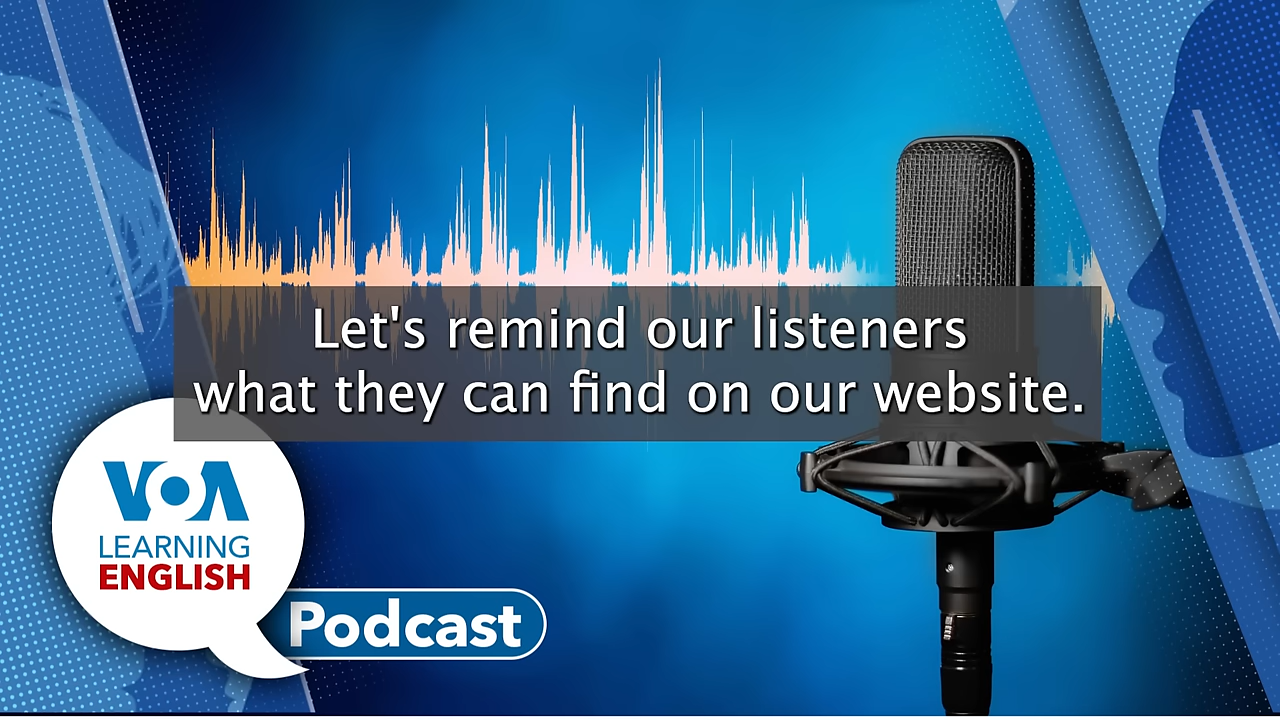 Let's remind our listeners
what they can find on our website.
VOA
LEARNING
ENGLISH
Podcast